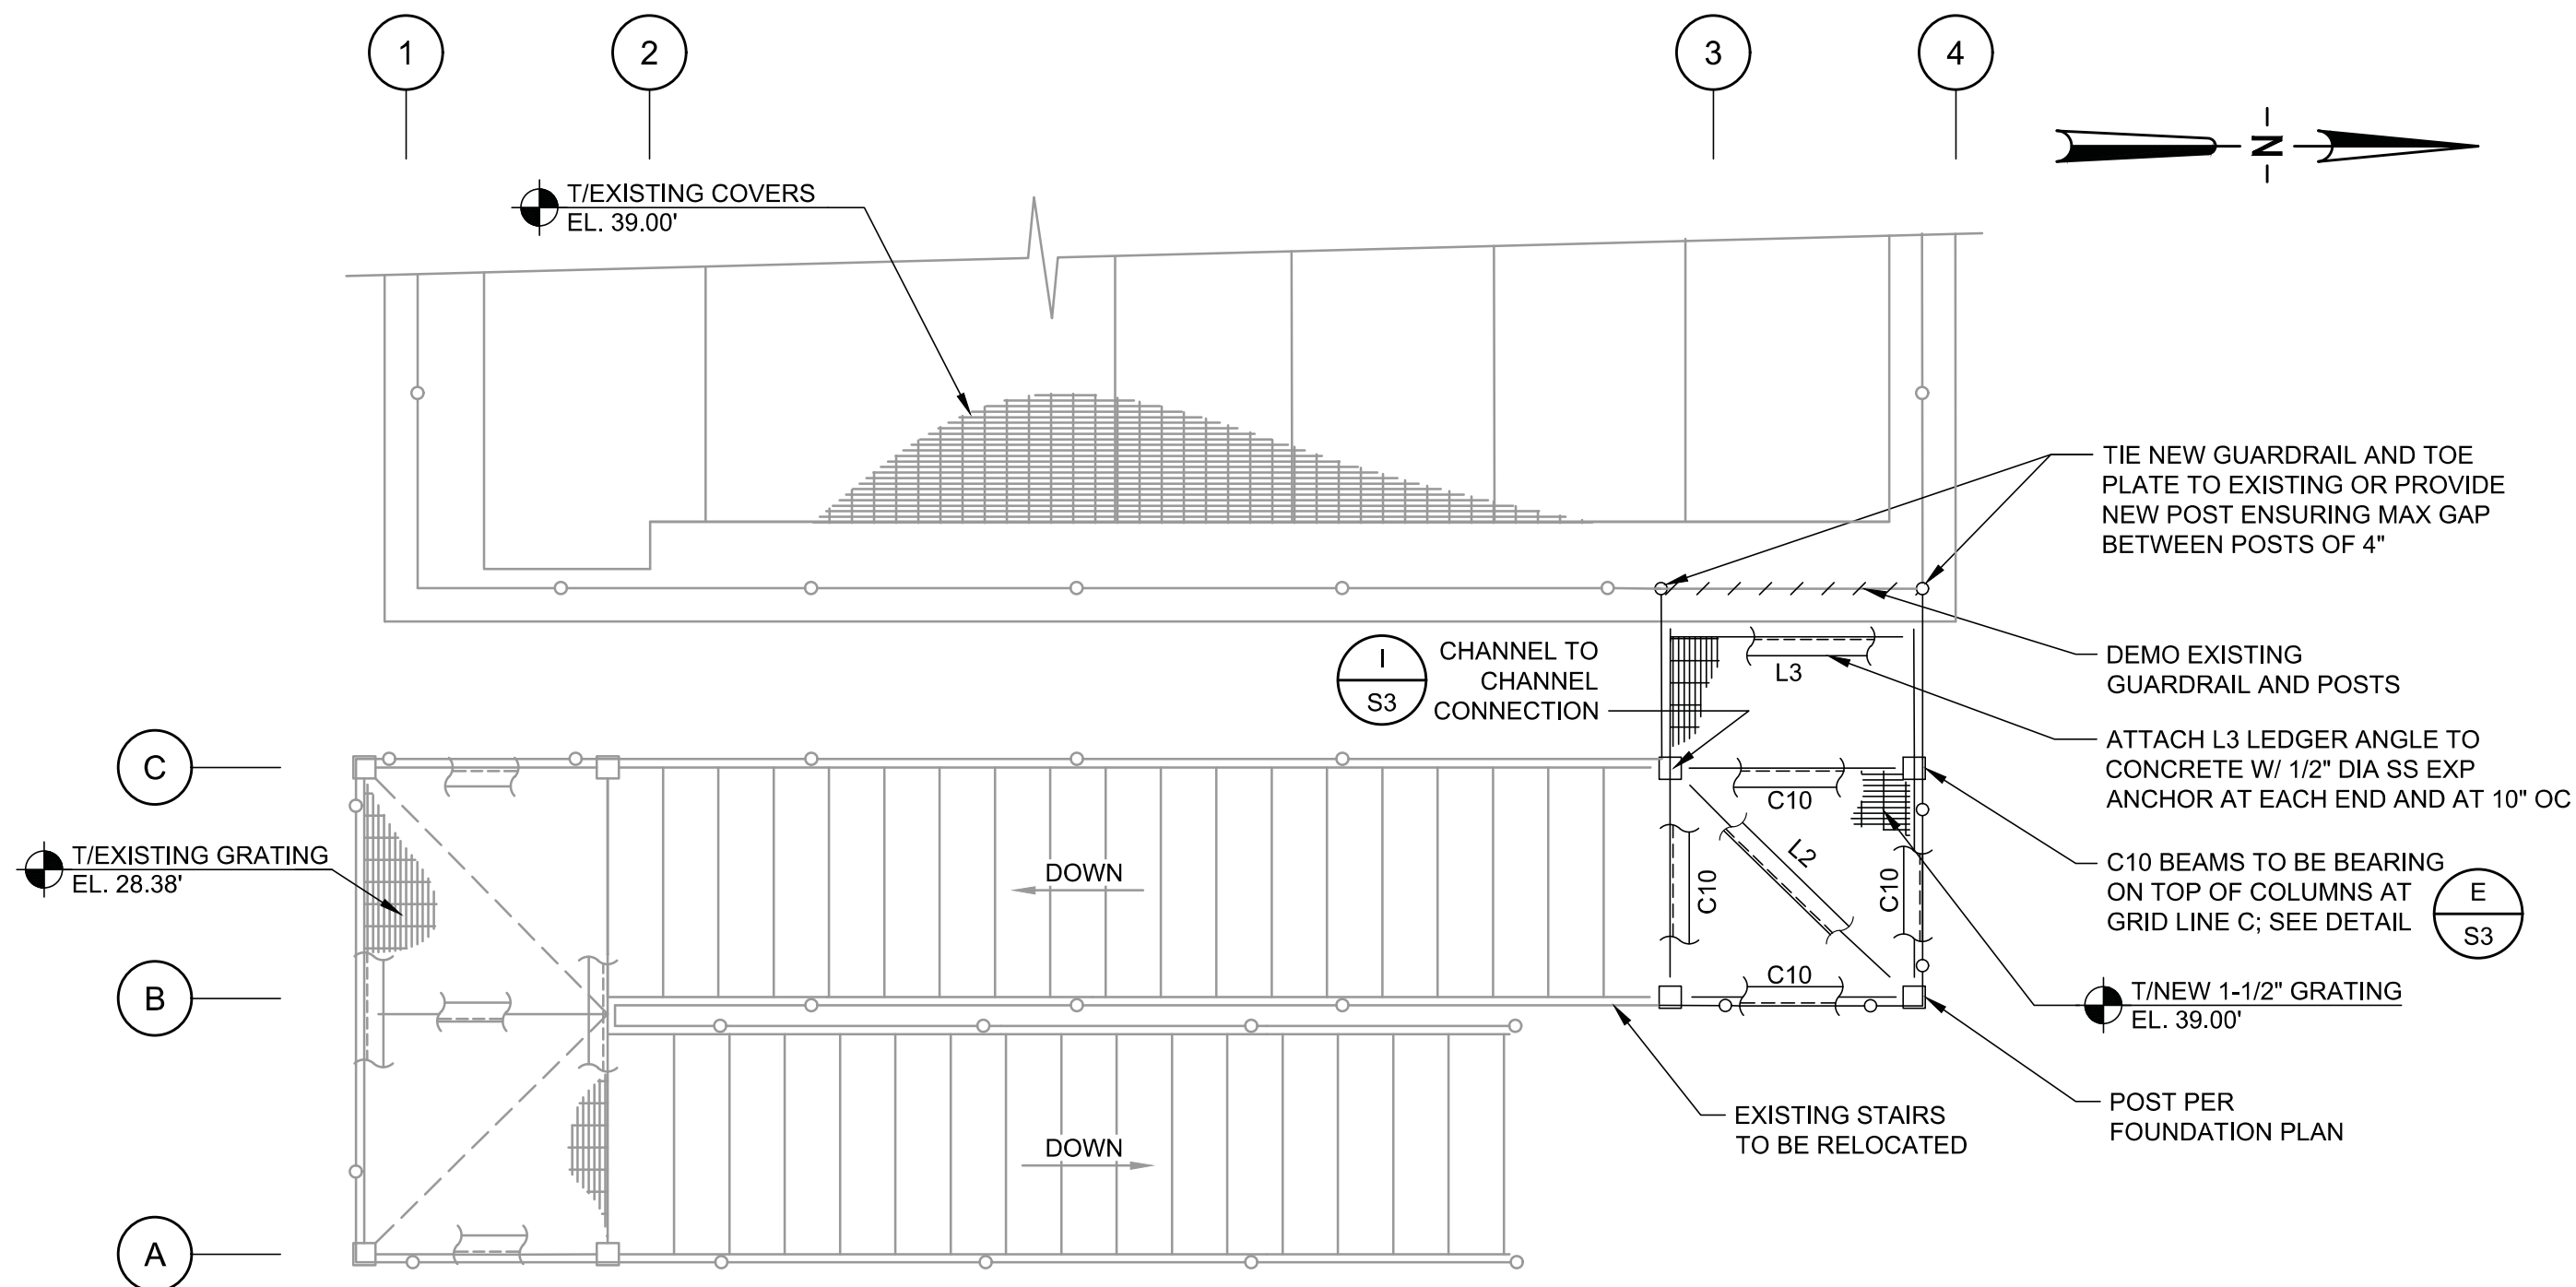 1
2
3
4
N
T/EXISTING COVERS
EL. 39.00'
TIE NEW GUARDRAIL AND TOE
PLATE TO EXISTING OR PROVIDE
NEW POST ENSURING MAX GAP
BETWEEN POSTS OF 4"
I
S3
CHANNEL TO
CHANNEL
CONNECTION
L3
DEMO EXISTING
GUARDRAIL AND POSTS
ATTACH L3 LEDGER ANGLE TO
CONCRETE W/ 1/2" DIA SS EXP
ANCHOR AT EACH END AND AT 10" OC
C
C10
T/EXISTING GRATING
EL. 28.38'
DOWN
C10
L2
C10
C10 BEAMS TO BE BEARING
ON TOP OF COLUMNS AT
GRID LINE C; SEE DETAIL
E
S3
B
C10
T/NEW 1-1/2" GRATING
EL. 39.00'
DOWN
EXISTING STAIRS
TO BE RELOCATED
POST PER
FOUNDATION PLAN
A